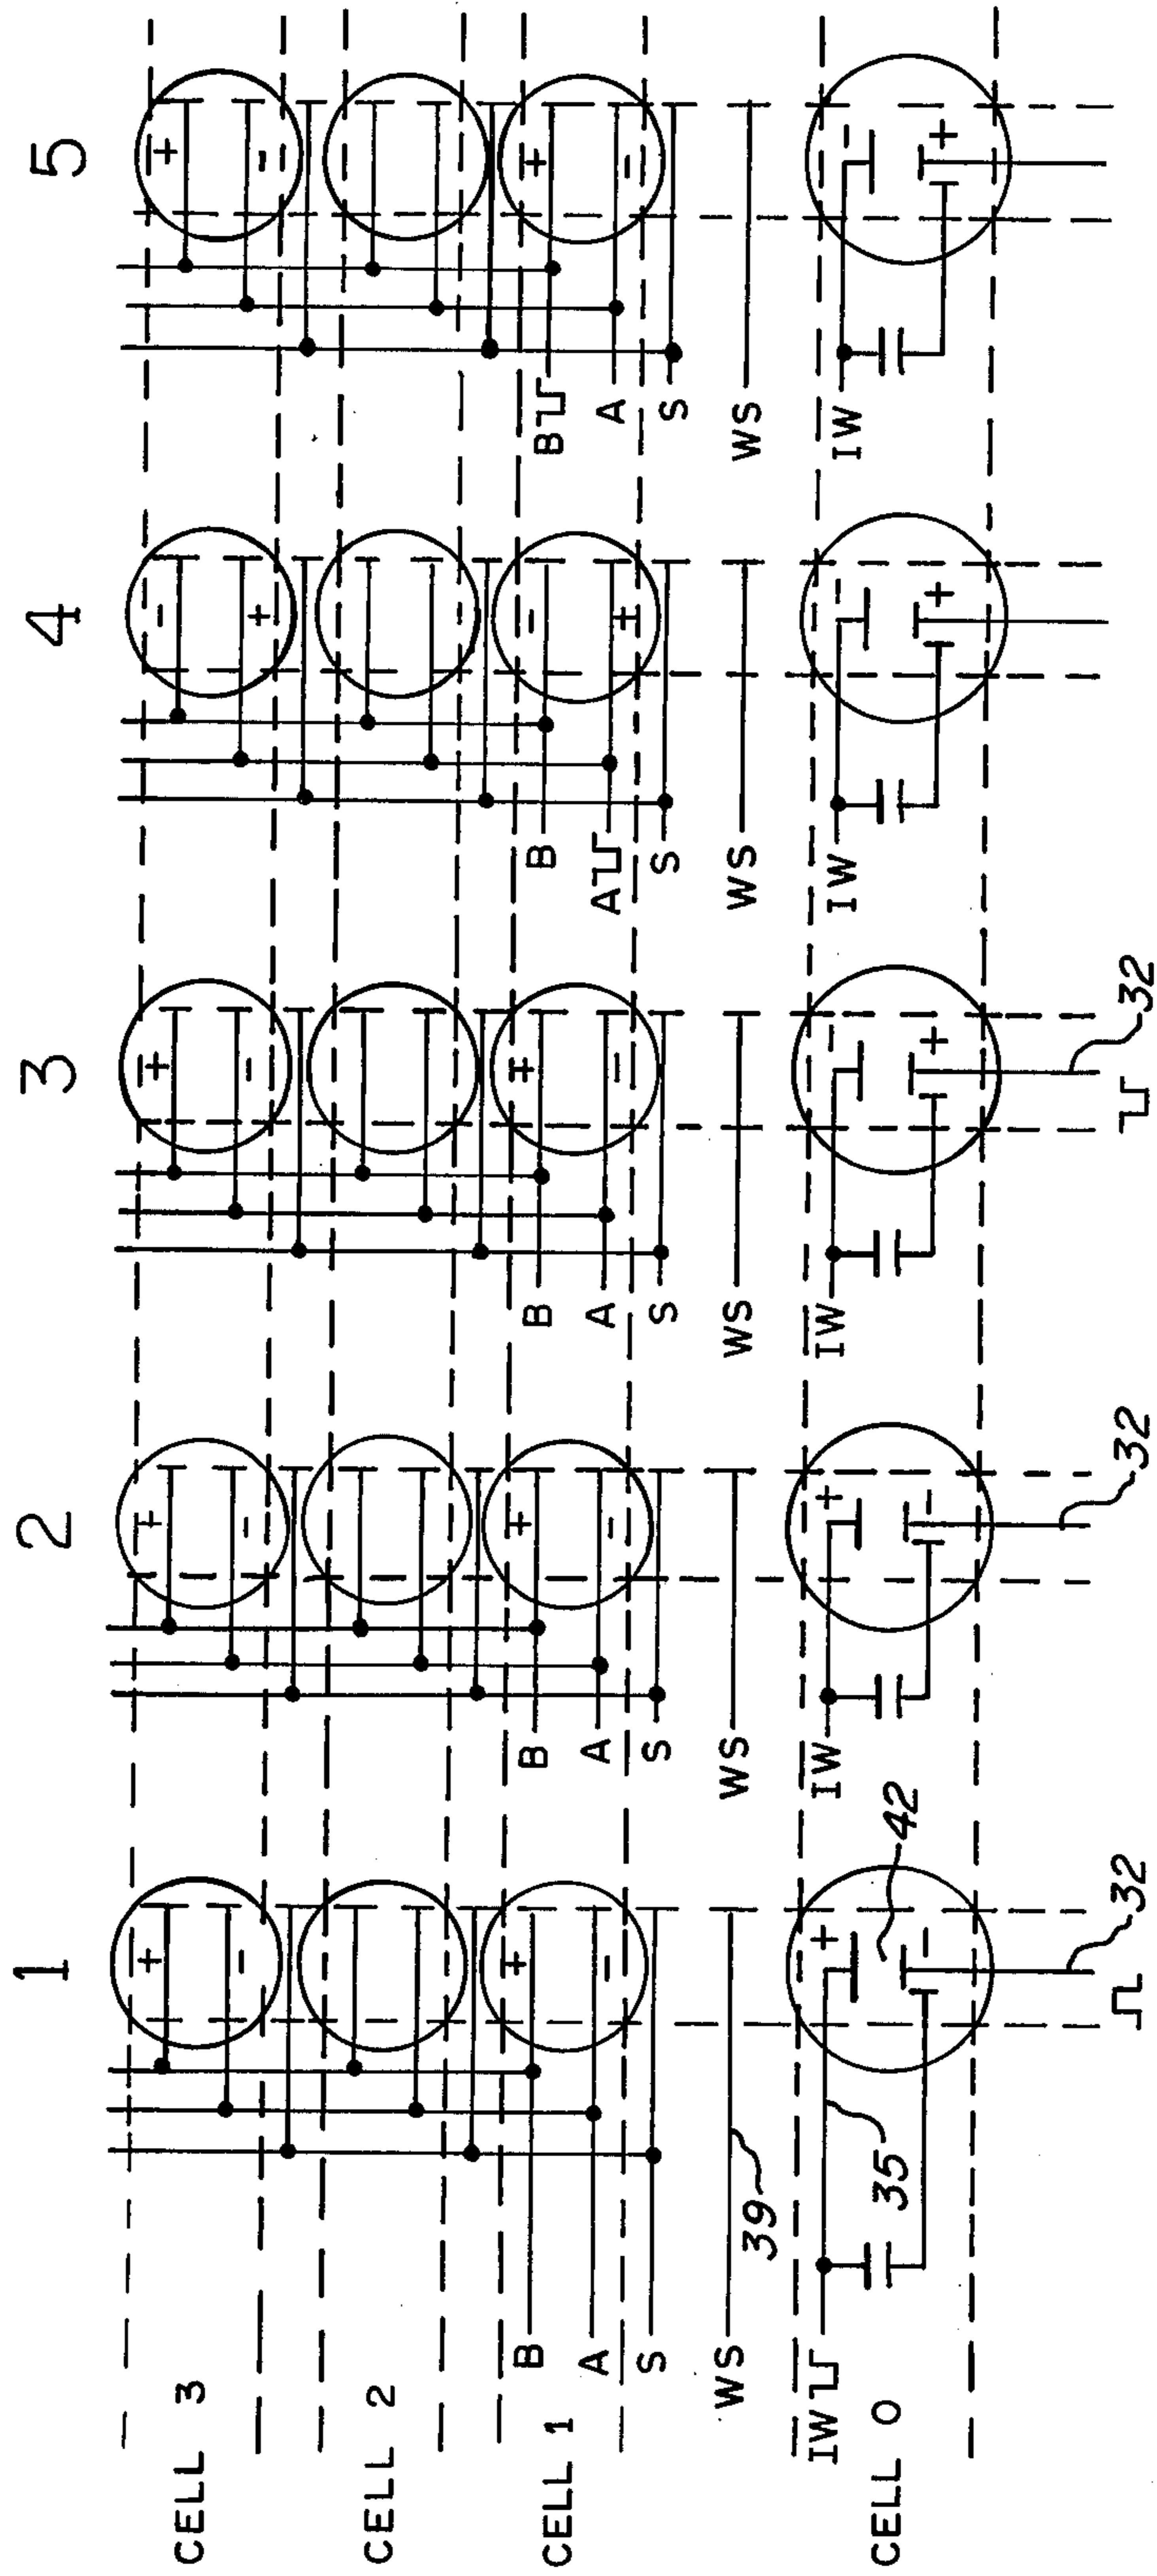 1 2 3 4 5
+ + + − +
CELL 3
− − − + −
CELL 2
+ + + − +
B B B B B
CELL 1
A A A A A
− − − + −
S S S S S
WS WS WS WS WS
39
+ + − − −
IW IW IW IW IW
35 42
CELL 0
− − + + +
32 32 32